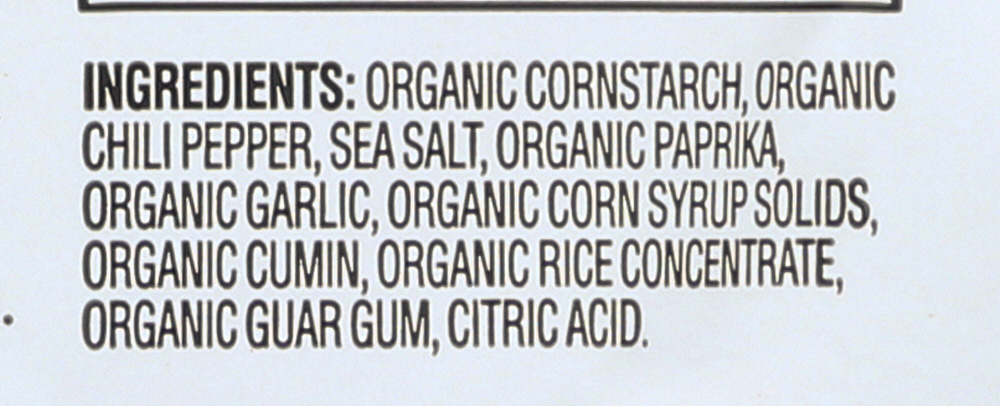 INGREDIENTS: ORGANIC CORNSTARCH, ORGANIC
CHILI PEPPER, SEA SALT, ORGANIC PAPRIKA,
ORGANIC GARLIC, ORGANIC CORN SYRUP SOLIDS,
ORGANIC CUMIN, ORGANIC RICE CONCENTRATE,
ORGANIC GUAR GUM, CITRIC ACID.